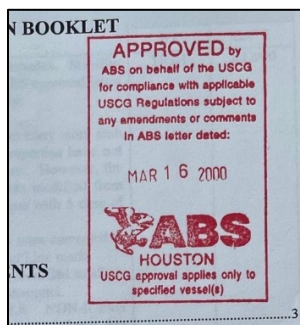 N BOOKLET
APPROVED by
ABS on behalf of the USCG
for compliance with applicable
USCG Regulations subject to
any amendments or comments
in ABS letter dated:
MAR 16 2000
ABS
HOUSTON
USCG approval applies only to
specified vessel(s)
NTS
3